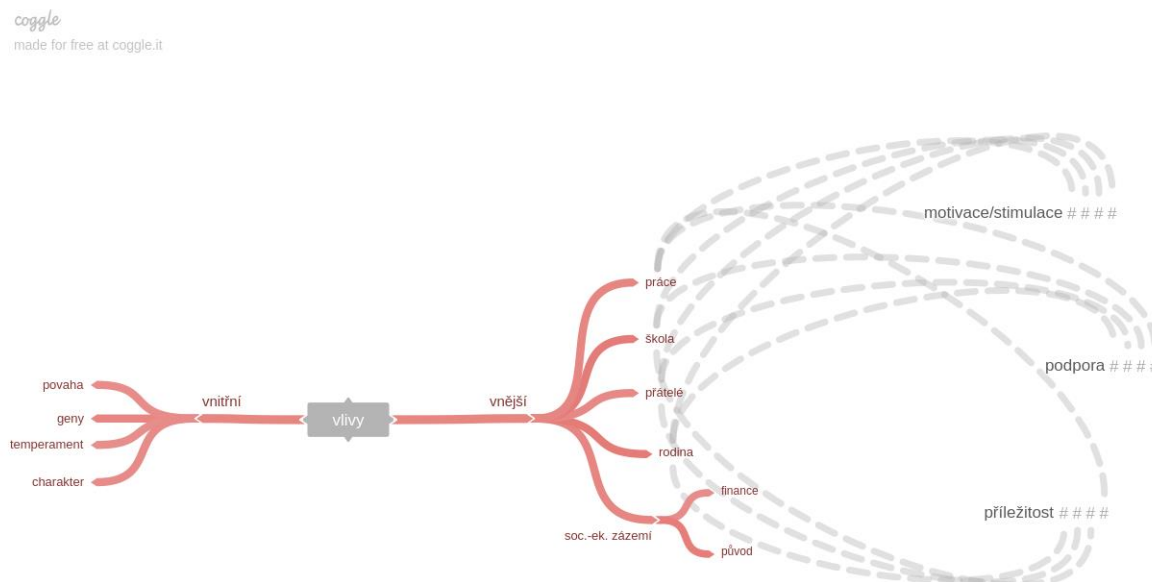 coggle
made for free at coggle.it
motivace/stimulace # # # #
práce
škola
podpora # # # #
povaha
vnitřní
vnější
přátelé
geny
vlivy
temperament
rodina
charakter
finance
příležitost # # # #
soc.-ek. zázemí
původ